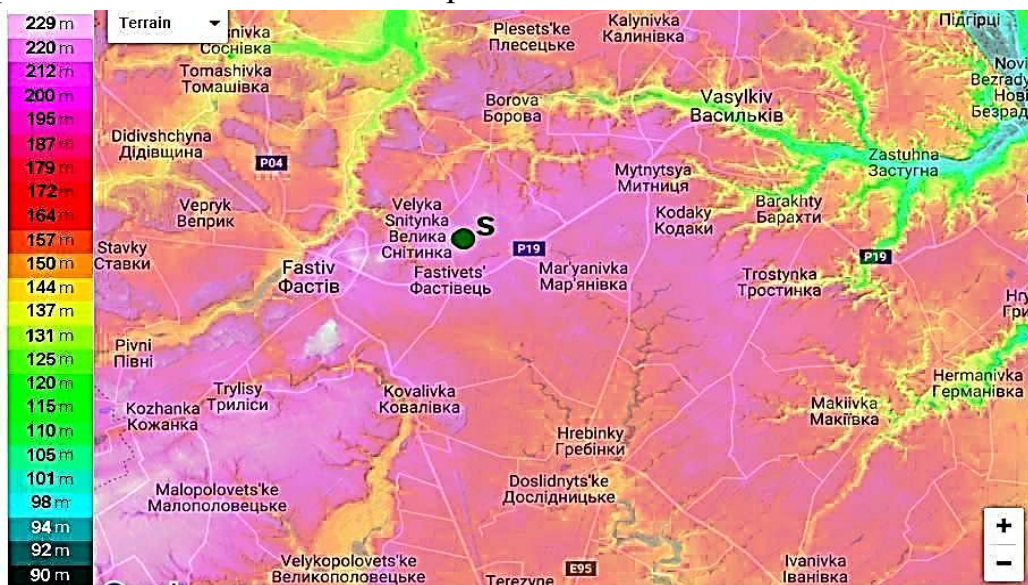 229 m
220 m
212 m
200 m
195 m
187 m
179 m
172 m
164 m
157 m
150 m
144 m
137 m
131 m
125 m
120 m
115 m
110 m
105 m
101 m
98 m
94 m
92 m
90 m
Terrain
Соснівка
Tomashivka
Томашівка
Didivshchyna
Дідівщина
P04
Vepryk
Веприк
Stavky
Ставки
Plesets'ke
Плесецьке
Kalynivka
Калинівка
Підгірці
Borova
Борова
Vasylkiv
Васильків
Zastuhna
Застугна
Mytnytsya
Митниця
Velyka
Snitynka
Велика
Снітинка
S
Kodaky
Кодаки
Barakhty
Барахти
P19
P19
Fastiv
Фастів
Fastivets'
Фастівець
Mar'yanivka
Мар'янівка
Trostynka
Тростинка
Pivni
Півні
Trylisy
Триліси
Kozhanka
Кожанка
Kovalivka
Ковалівка
Hermanivka
Германівка
Makiivka
Макіївка
Hrebinky
Гребінки
Doslidnyts'ke
Дослідницьке
Malopolovets'ke
Малополовецьке
Velykopolovets'ke
Великополовецьке
Terezyne
E95
Ivanivka
Іванівка
+
−